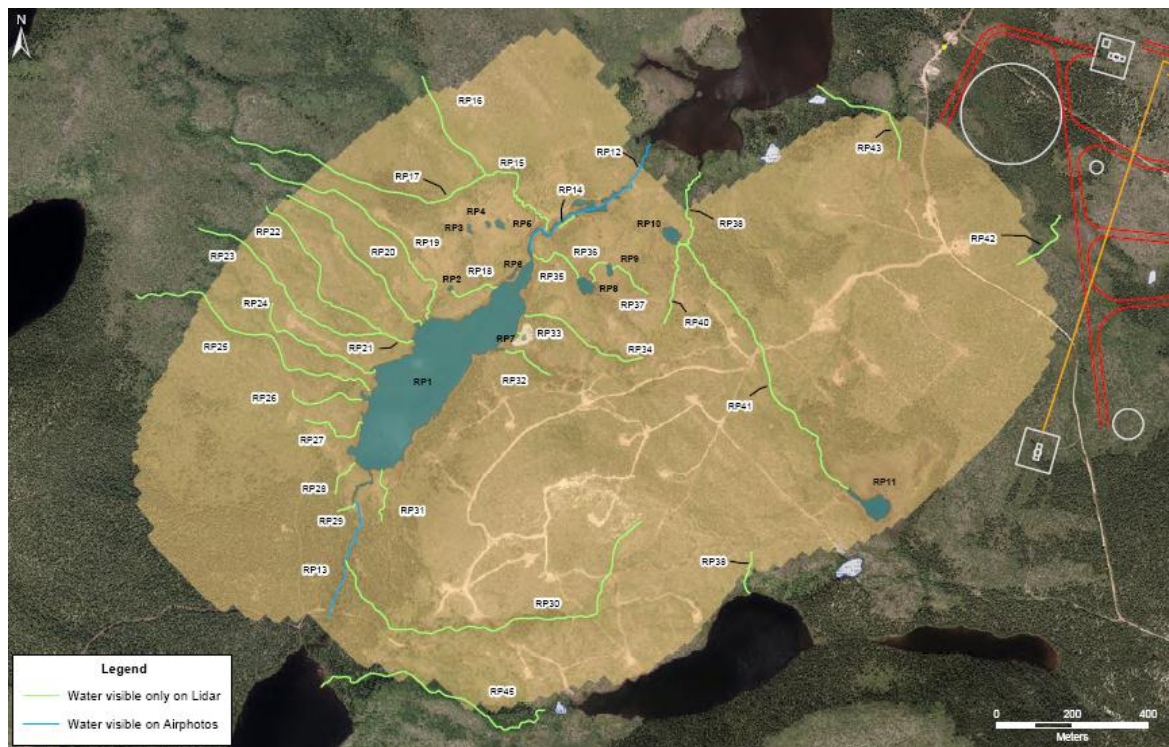 N
RP16
RP43
RP12
RP15
RP17
RP14
RP4
RP5
RP3
RP10
RP38
RP22
RP19
RP36
RP42
RP23
RP20
RP18
RP6
RP35
RP9
RP2
RP8
RP24
RP37
RP40
RP25
RP21
RP7
RP33
RP34
RP1
RP32
RP26
RP41
RP27
RP11
RP28
RP29
RP31
RP13
RP38
RP30
RP45
Legend
Water visible only on Lidar
Water visible on Airphotos
0 200 400
Meters